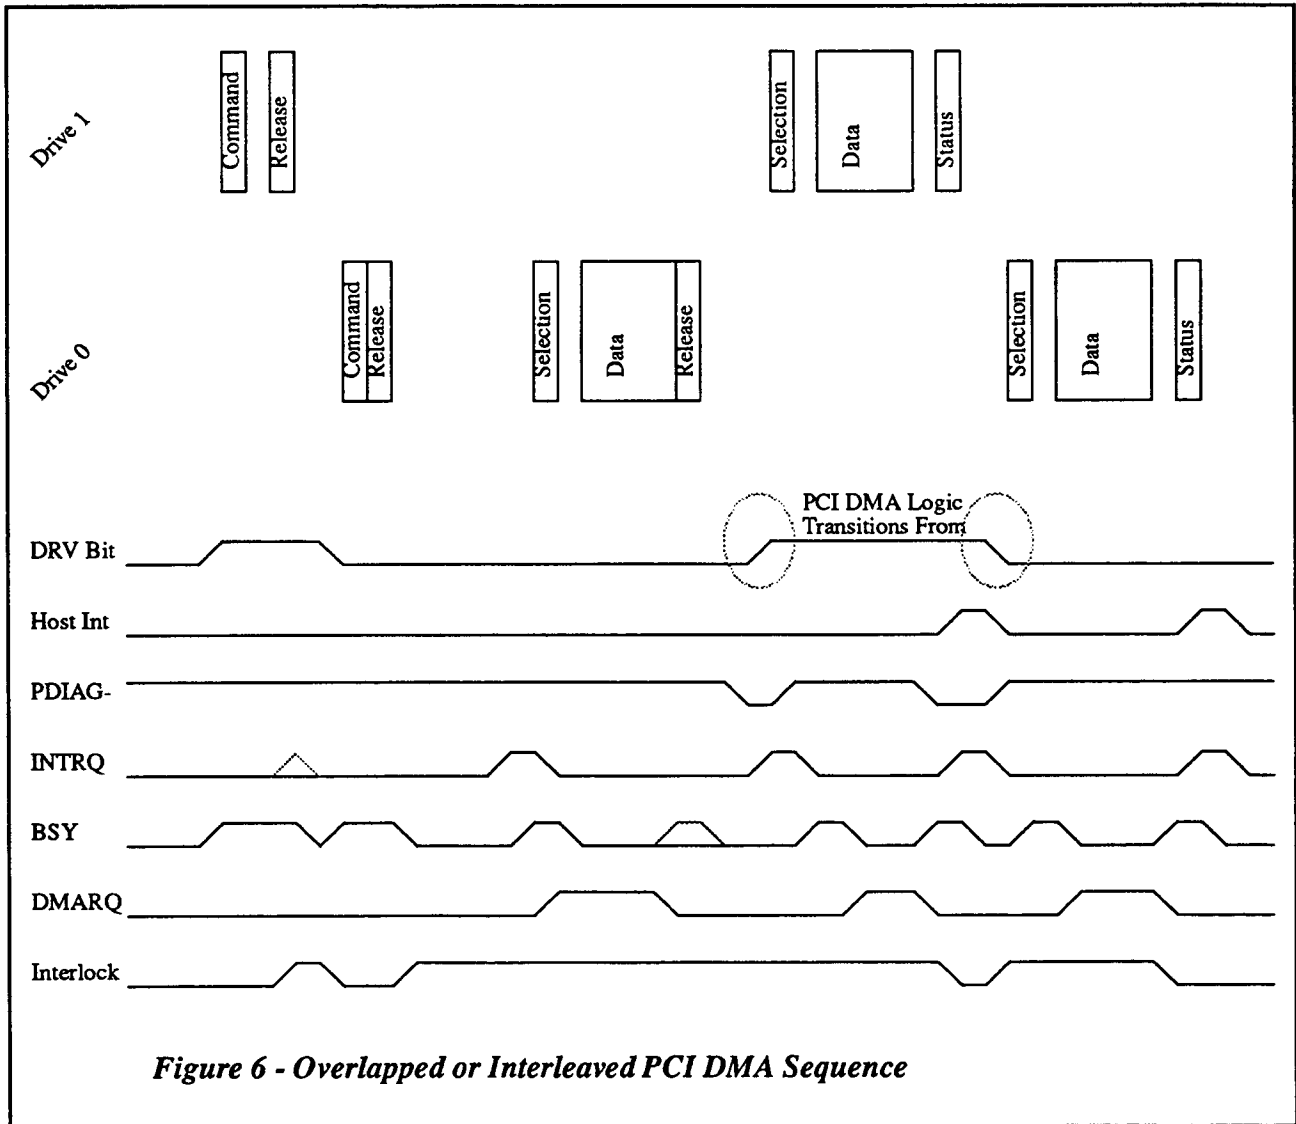 Drive 1
Command
Release
Selection
Data
Status
Drive 0
Command
Release
Selection
Data
Release
Selection
Data
Status
PCI DMA Logic
Transitions From
DRV Bit
Host Int
PDIAG-
INTRQ
BSY
DMARQ
Interlock
Figure 6 - Overlapped or Interleaved PCI DMA Sequence